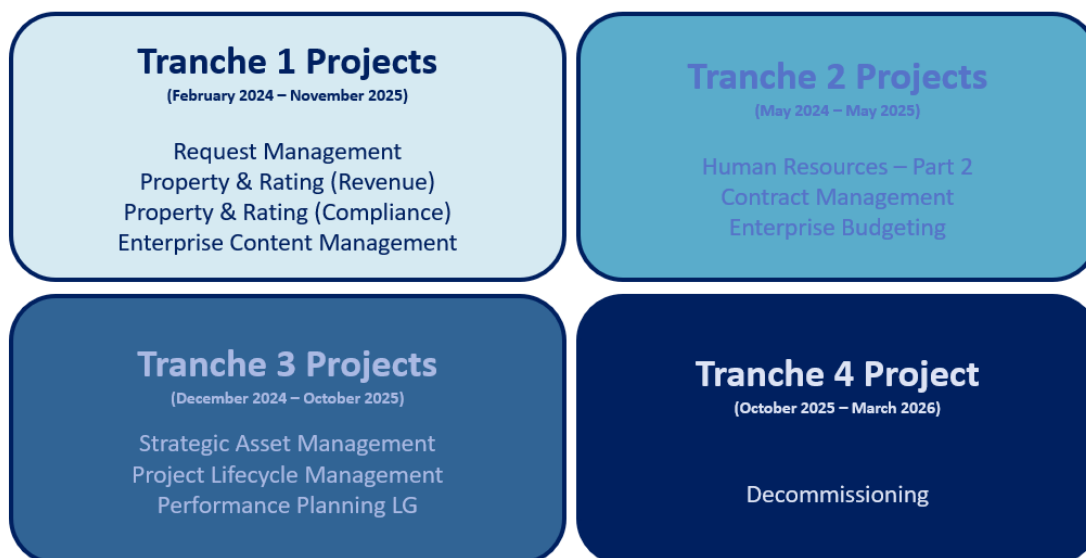 Tranche 1 Projects
(February 2024 – November 2025)
Request Management
Property & Rating (Revenue)
Property & Rating (Compliance)
Enterprise Content Management
Tranche 2 Projects
(May 2024 – May 2025)
Human Resources – Part 2
Contract Management
Enterprise Budgeting
Tranche 3 Projects
(December 2024 – October 2025)
Strategic Asset Management
Project Lifecycle Management
Performance Planning LG
Tranche 4 Project
(October 2025 – March 2026)
Decommissioning